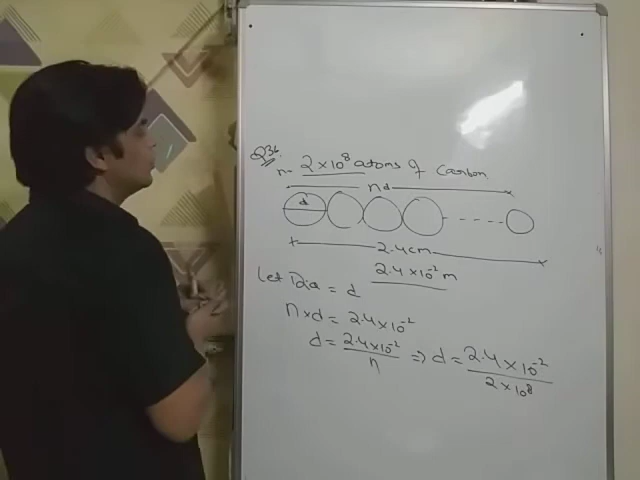 Q36.
n = 2×10⁸ atoms of Carbon
nd
d
2.4cm
2.4×10⁻² m
Let Dia = d
n×d = 2.4×10⁻²
d = 2.4×10⁻²/n ⇒ d = 2.4×10⁻²/2×10⁸